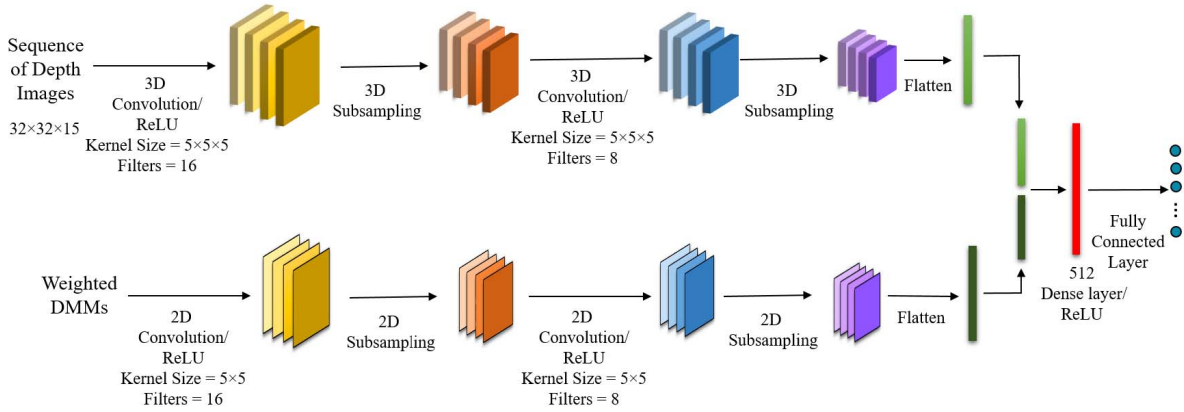 Sequence
of Depth
Images
32×32×15
3D
Convolution/
ReLU
Kernel Size = 5×5×5
Filters = 16
3D
Subsampling
3D
Convolution/
ReLU
Kernel Size = 5×5×5
Filters = 8
3D
Subsampling
Flatten
Weighted
DMMs
2D
Convolution/
ReLU
Kernel Size = 5×5
Filters = 16
2D
Subsampling
2D
Convolution/
ReLU
Kernel Size = 5×5
Filters = 8
2D
Subsampling
Flatten
512
Dense layer/
ReLU
Fully
Connected
Layer